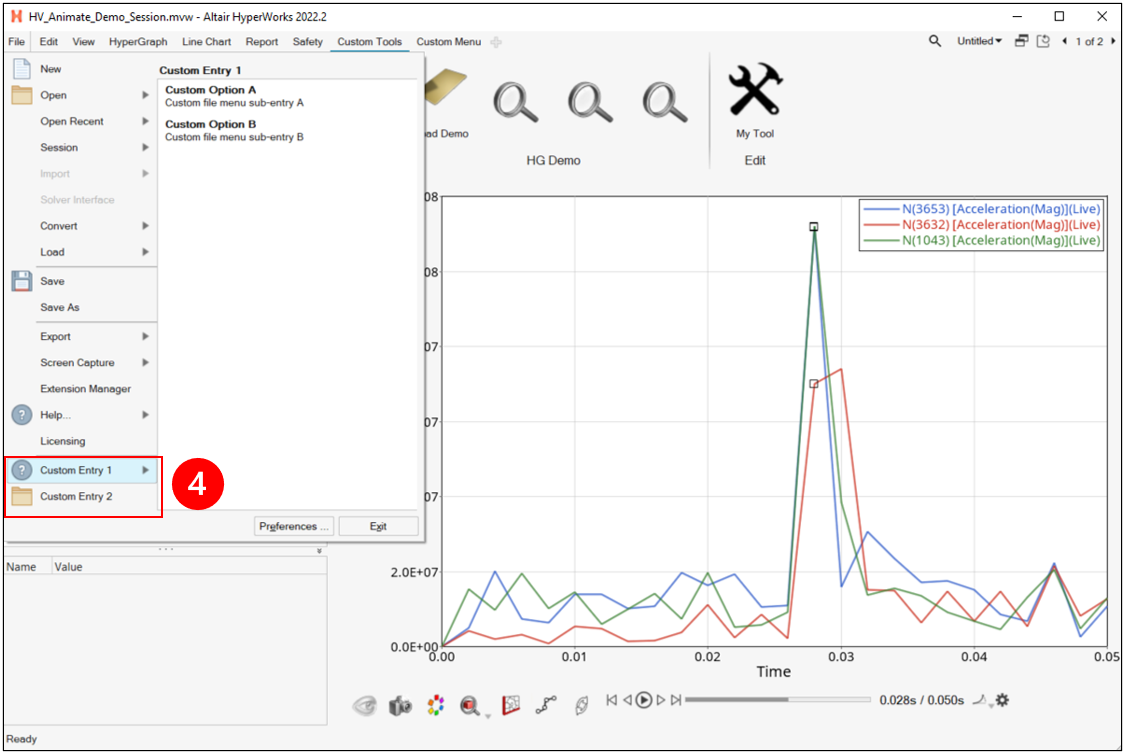 HV_Animate_Demo_Session.mvw - Altair HyperWorks 2022.2
File Edit View HyperGraph Line Chart Report Safety Custom Tools Custom Menu Untitled 1 of 2
New
Open
Open Recent
Session
Import
Solver Interface
Convert
Load
Save
Save As
Export
Screen Capture
Extension Manager
Help...
Licensing
Custom Entry 1
Custom Entry 2
4
Custom Entry 1
Custom Option A
Custom file menu sub-entry A
Custom Option B
Custom file menu sub-entry B
Preferences ... Exit
ad Demo
HG Demo
My Tool
Edit
N(3653) [Acceleration(Mag)](Live)
N(3632) [Acceleration(Mag)](Live)
N(1043) [Acceleration(Mag)](Live)
08
08
07
07
07
2.0E+07
0.0E+00
0.00 0.01 0.02 0.03 0.04 0.05
Time
Name Value
0.028s / 0.050s
Ready